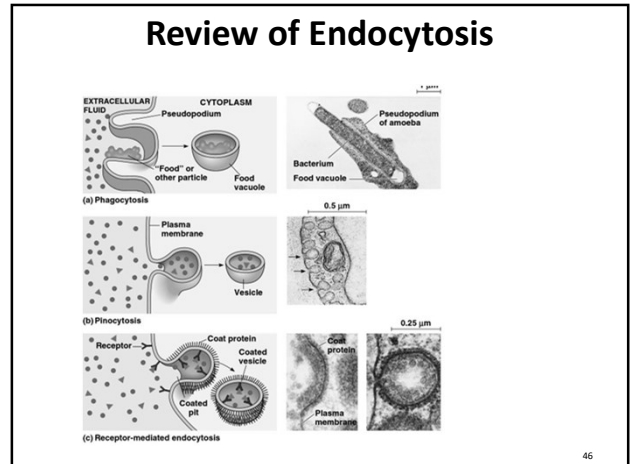 Review of Endocytosis
EXTRACELLULAR
FLUID
CYTOPLASM
Pseudopodium
"Food" or
other particle
Food
vacuole
(a) Phagocytosis
Pseudopodium
of amoeba
Bacterium
Food vacuole
Plasma
membrane
Vesicle
(b) Pinocytosis
0.5 µm
Receptor
Coat protein
Coated
vesicle
Coated
pit
(c) Receptor-mediated endocytosis
Coat
protein
Plasma
membrane
0.25 µm
46